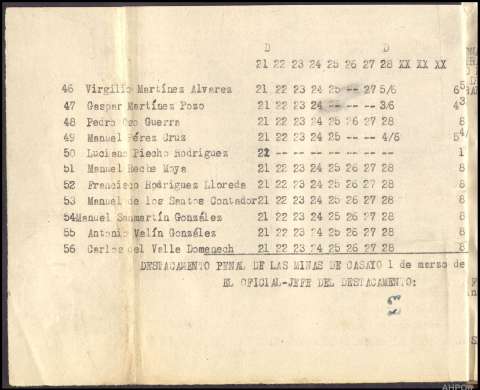 D D
21 22 23 24 25 26 27 28 XX XX XX
46 Virgilio Martínez Alvarez 21 22 23 24 25 -- 27 5/6 6⁵
47 Gaspar Martínez Pozo 21 22 23 24 -- -- -- 3/6 4³
48 Pedro Guerra 21 22 23 24 25 26 27 28 8
49 Manuel Pérez Cruz 21 22 23 24 25 -- -- 4/6 5⁴
50 Luciano Piecho Rodríguez -- -- -- -- -- -- -- 1
51 Manuel Reche Moya 21 22 23 24 25 26 27 28 8
52 Francisco Rodríguez Lloreda 21 22 23 24 25 26 27 28 8
53 Manuel de los Santos Contador 21 22 23 24 25 26 27 28 8
54 Manuel Sanmartín González 21 22 23 24 25 26 27 28 8
55 Antonio Valín González 21 22 23 24 25 26 27 28 8
56 Carlos del Valle Domenech 21 22 23 24 25 26 27 28 8
DESTACAMENTO PENAL DE LAS MINAS DE CASAYO 1 de marzo de
EL OFICIAL-JEFE DEL DESTACAMENTO: